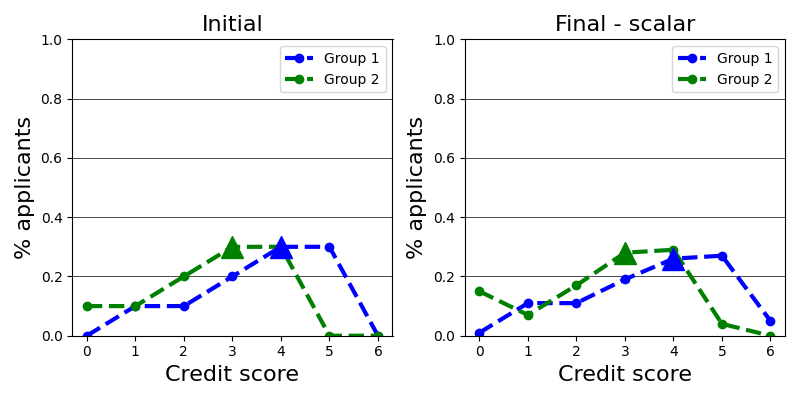 Initial
1.0
0.8
0.6
0.4
0.2
0.0
% applicants
0 1 2 3 4 5 6
Credit score
Group 1
Group 2
Final - scalar
1.0
0.8
0.6
0.4
0.2
0.0
% applicants
0 1 2 3 4 5 6
Credit score
Group 1
Group 2